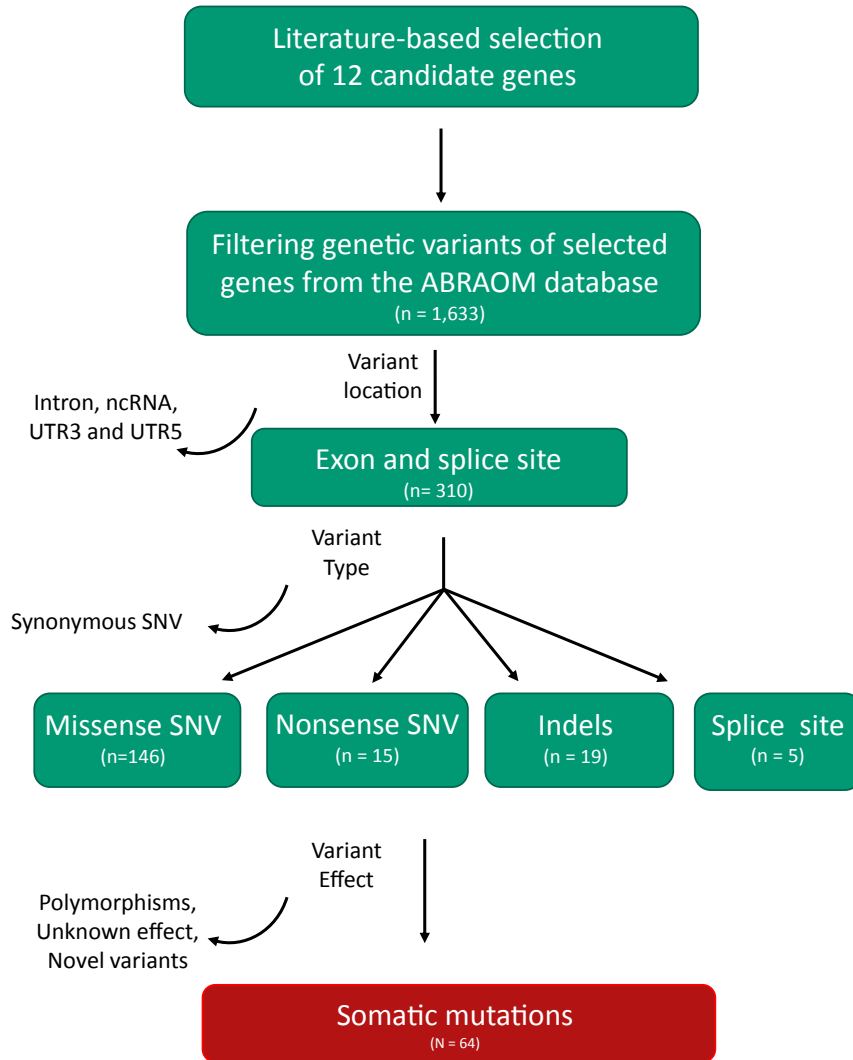 Literature-based selection
of 12 candidate genes
Filtering genetic variants of selected
genes from the ABRAOM database
(n = 1,633)
Variant
location
Intron, ncRNA,
UTR3 and UTR5
Exon and splice site
(n= 310)
Variant
Type
Synonymous SNV
Missense SNV
(n=146)
Nonsense SNV
(n = 15)
Indels
(n = 19)
Splice site
(n = 5)
Variant
Effect
Polymorphisms,
Unknown effect,
Novel variants
Somatic mutations
(N = 64)